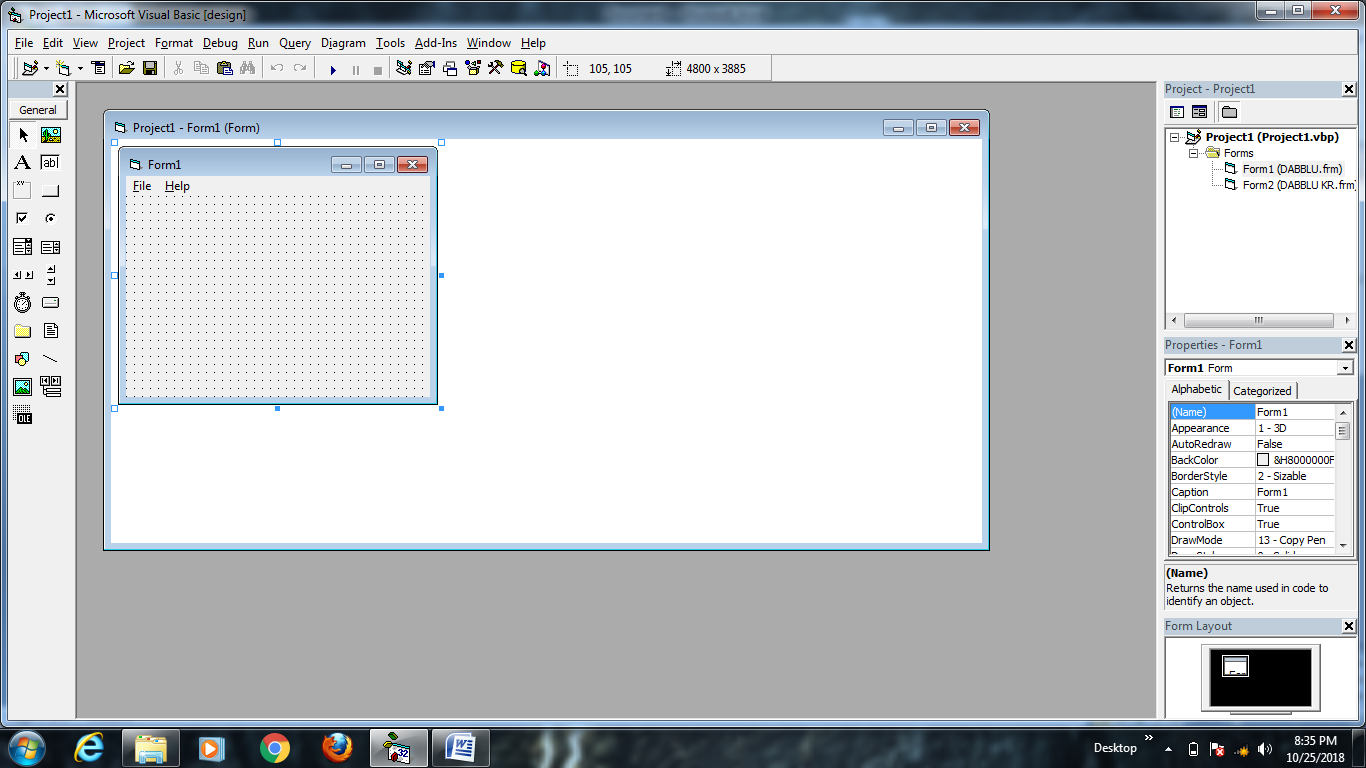 Project1 - Microsoft Visual Basic [design]
File Edit View Project Format Debug Run Query Diagram Tools Add-Ins Window Help
105, 105 4800 x 3885
General
A ab|
XY
OLE
Project1 - Form1 (Form)
Form1
File Help
Project - Project1
Project1 (Project1.vbp)
Forms
Form1 (DABBLU.frm)
Form2 (DABBLU KR.frm)
Properties - Form1
Form1 Form
Alphabetic Categorized
(Name) Form1
Appearance 1 - 3D
AutoRedraw False
BackColor &H8000000F
BorderStyle 2 - Sizable
Caption Form1
ClipControls True
ControlBox True
DrawMode 13 - Copy Pen
(Name)
Returns the name used in code to
identify an object.
Form Layout
32
W
Desktop »
8:35 PM
10/25/2018